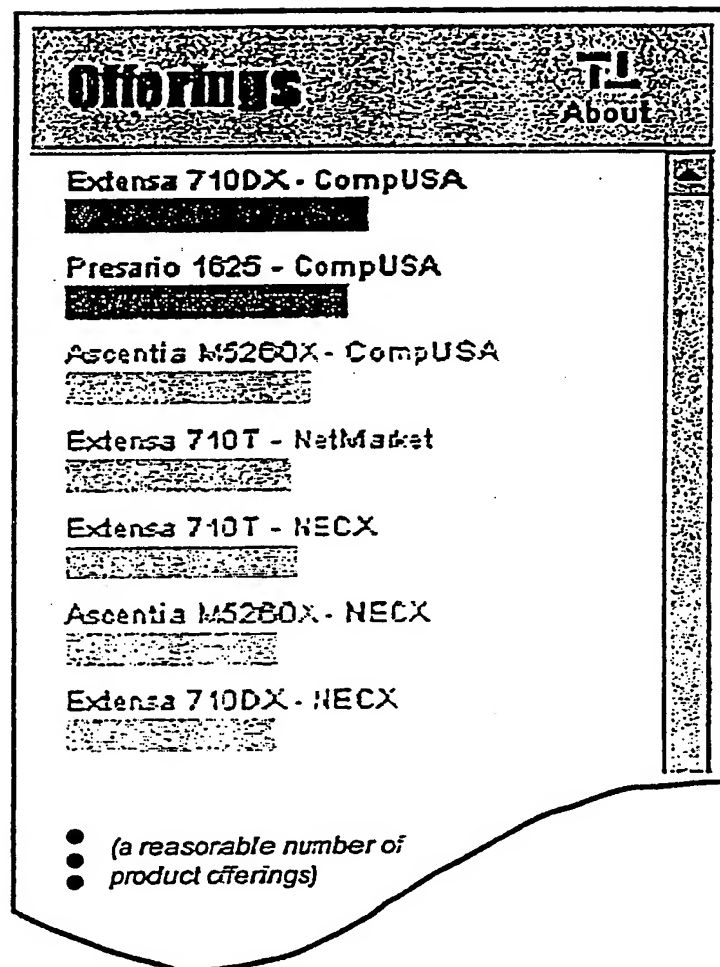 Offerings
About
Extensa 710DX - CompUSA
Presario 1625 - CompUSA
Ascentia M5260X - CompUSA
Extensa 710T - NetMarket
Extensa 710T - NECX
Ascentia M5260X - NECX
Extensa 710DX - NECX
(a reasonable number of
product offerings)